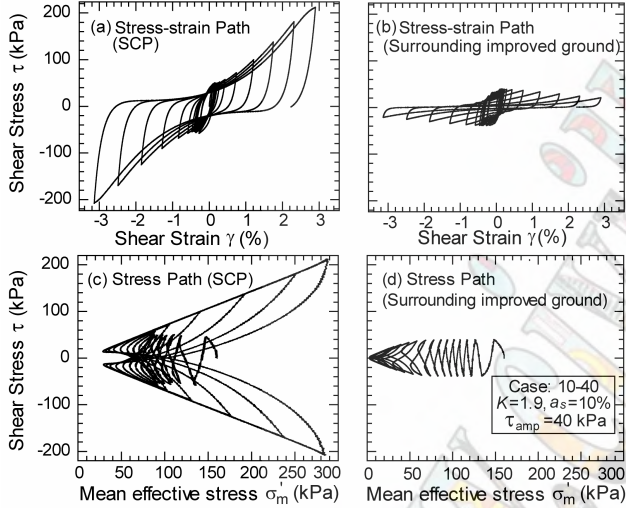 (a) Stress-strain Path
(SCP)
(b) Stress-strain Path
(Surrounding improved ground)
Shear Stress τ (kPa)
200
100
0
-100
-200
-3 -2 -1 0 1 2 3
-3 -2 -1 0 1 2 3
Shear Strain γ (%)
Shear Strain γ (%)
(c) Stress Path (SCP)
(d) Stress Path
(Surrounding improved ground)
Shear Stress τ (kPa)
200
100
0
-100
-200
Case: 10-40
K=1.9, aₛ=10%
τamp =40 kPa
0 50 100 150 200 250 300
0 50 100 150 200 250 300
Mean effective stress σ'm (kPa)
Mean effective stress σ'm (kPa)